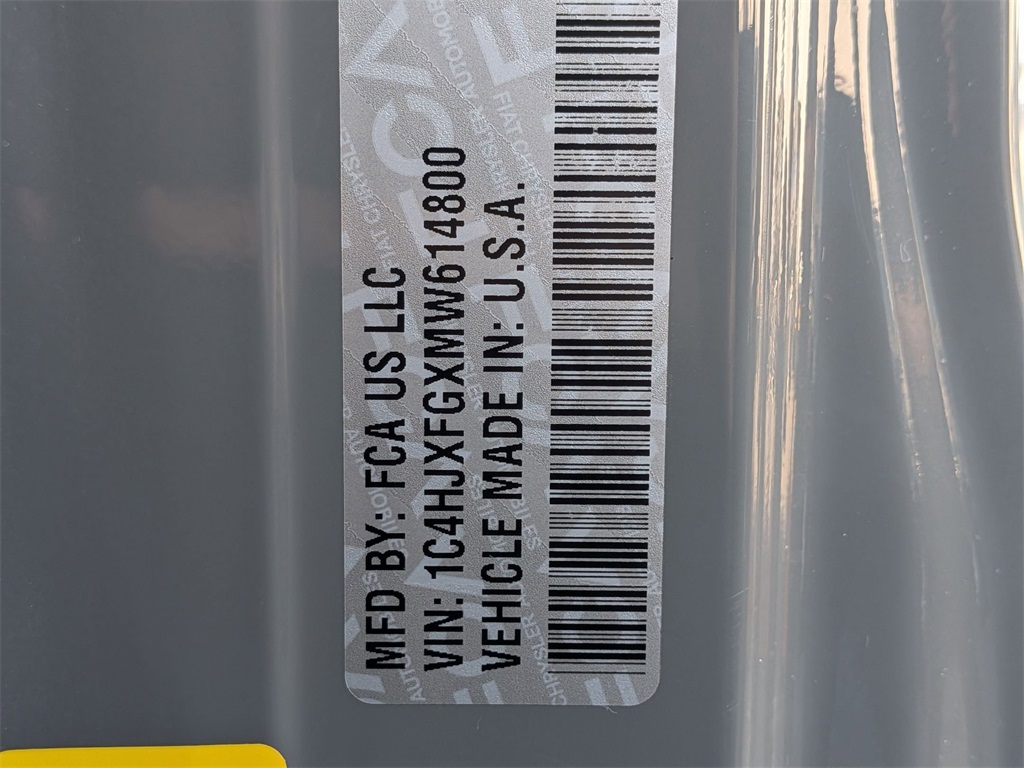 MFD BY: FCA US LLC
VIN: 1C4HJXFGXMW614800
VEHICLE MADE IN: U.S.A.